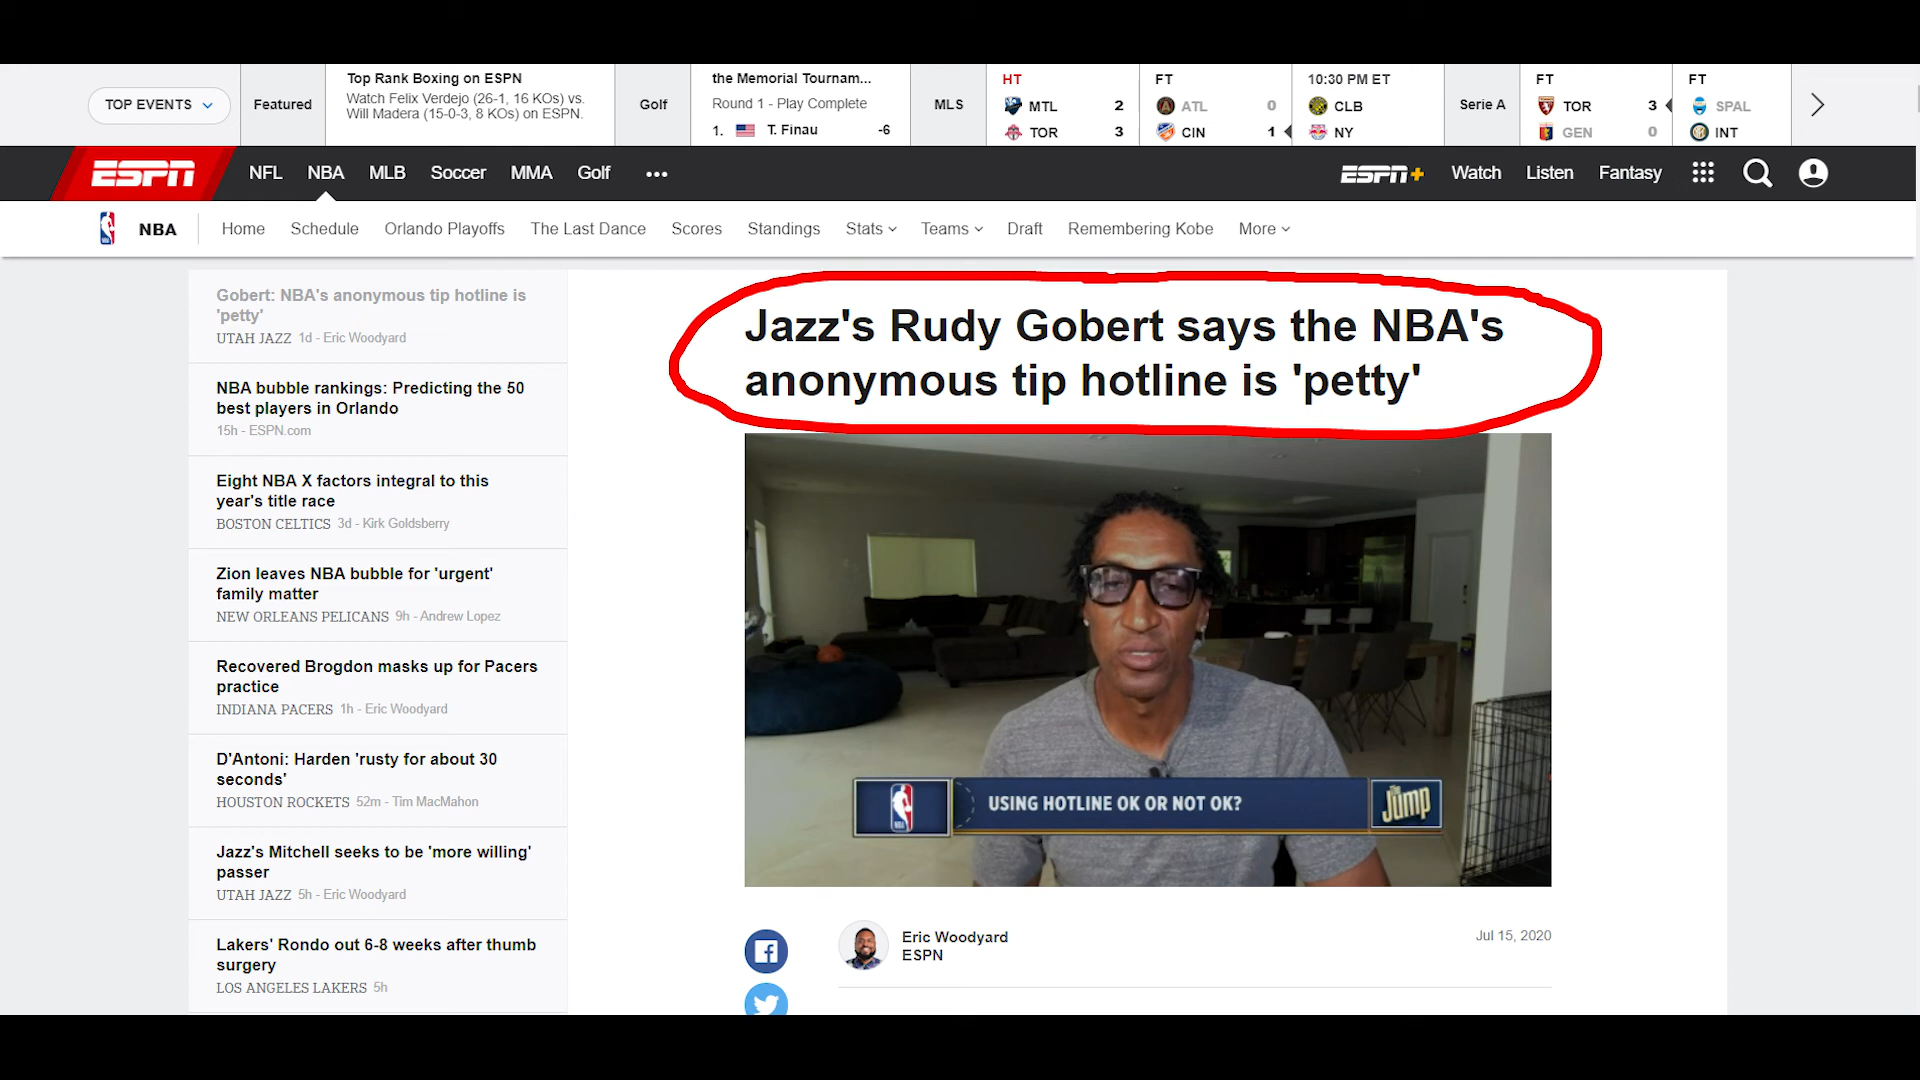 TOP EVENTS
Featured
Top Rank Boxing on ESPN
Watch Felix Verdejo (26-1, 16 KOs) vs.
Will Madera (15-0-3, 8 KOs) on ESPN.
Golf
the Memorial Tournam...
Round 1 - Play Complete
1. T. Finau -6
MLS
HT
MTL 2
TOR 3
FT
ATL 0
CIN 1
10:30 PM ET
CLB
NY
Serie A
FT
TOR 3
GEN 0
FT
SPAL
INT
ESPN NFL NBA MLB Soccer MMA Golf ... ESPN+ Watch Listen Fantasy
NBA Home Schedule Orlando Playoffs The Last Dance Scores Standings Stats Teams Draft Remembering Kobe More
Gobert: NBA's anonymous tip hotline is
'petty'
UTAH JAZZ 1d - Eric Woodyard
NBA bubble rankings: Predicting the 50
best players in Orlando
15h - ESPN.com
Eight NBA X factors integral to this
year's title race
BOSTON CELTICS 3d - Kirk Goldsberry
Zion leaves NBA bubble for 'urgent'
family matter
NEW ORLEANS PELICANS 9h - Andrew Lopez
Recovered Brogdon masks up for Pacers
practice
INDIANA PACERS 1h - Eric Woodyard
D'Antoni: Harden 'rusty for about 30
seconds'
HOUSTON ROCKETS 52m - Tim MacMahon
Jazz's Mitchell seeks to be 'more willing'
passer
UTAH JAZZ 5h - Eric Woodyard
Lakers' Rondo out 6-8 weeks after thumb
surgery
LOS ANGELES LAKERS 5h
Jazz's Rudy Gobert says the NBA's
anonymous tip hotline is 'petty'
NBA
USING HOTLINE OK OR NOT OK?
The Jump
Eric Woodyard
ESPN
Jul 15, 2020